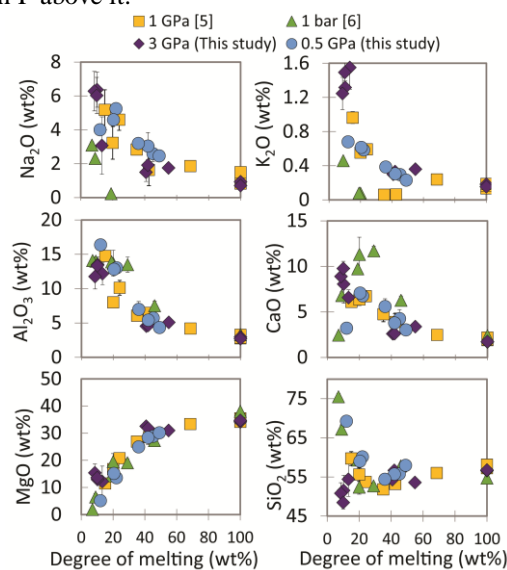 1 GPa [5] 1 bar [6]
3 GPa (This study) 0.5 GPa (this study)
Na2O (wt%)
8
6
4
2
0
K2O (wt%)
1.6
1.2
0.8
0.4
0
Al2O3 (wt%)
20
15
10
5
0
CaO (wt%)
15
10
5
0
MgO (wt%)
50
40
30
20
10
0
SiO2 (wt%)
75
65
55
45
0 20 40 60 80 100
0 20 40 60 80 100
Degree of melting (wt%) Degree of melting (wt%)